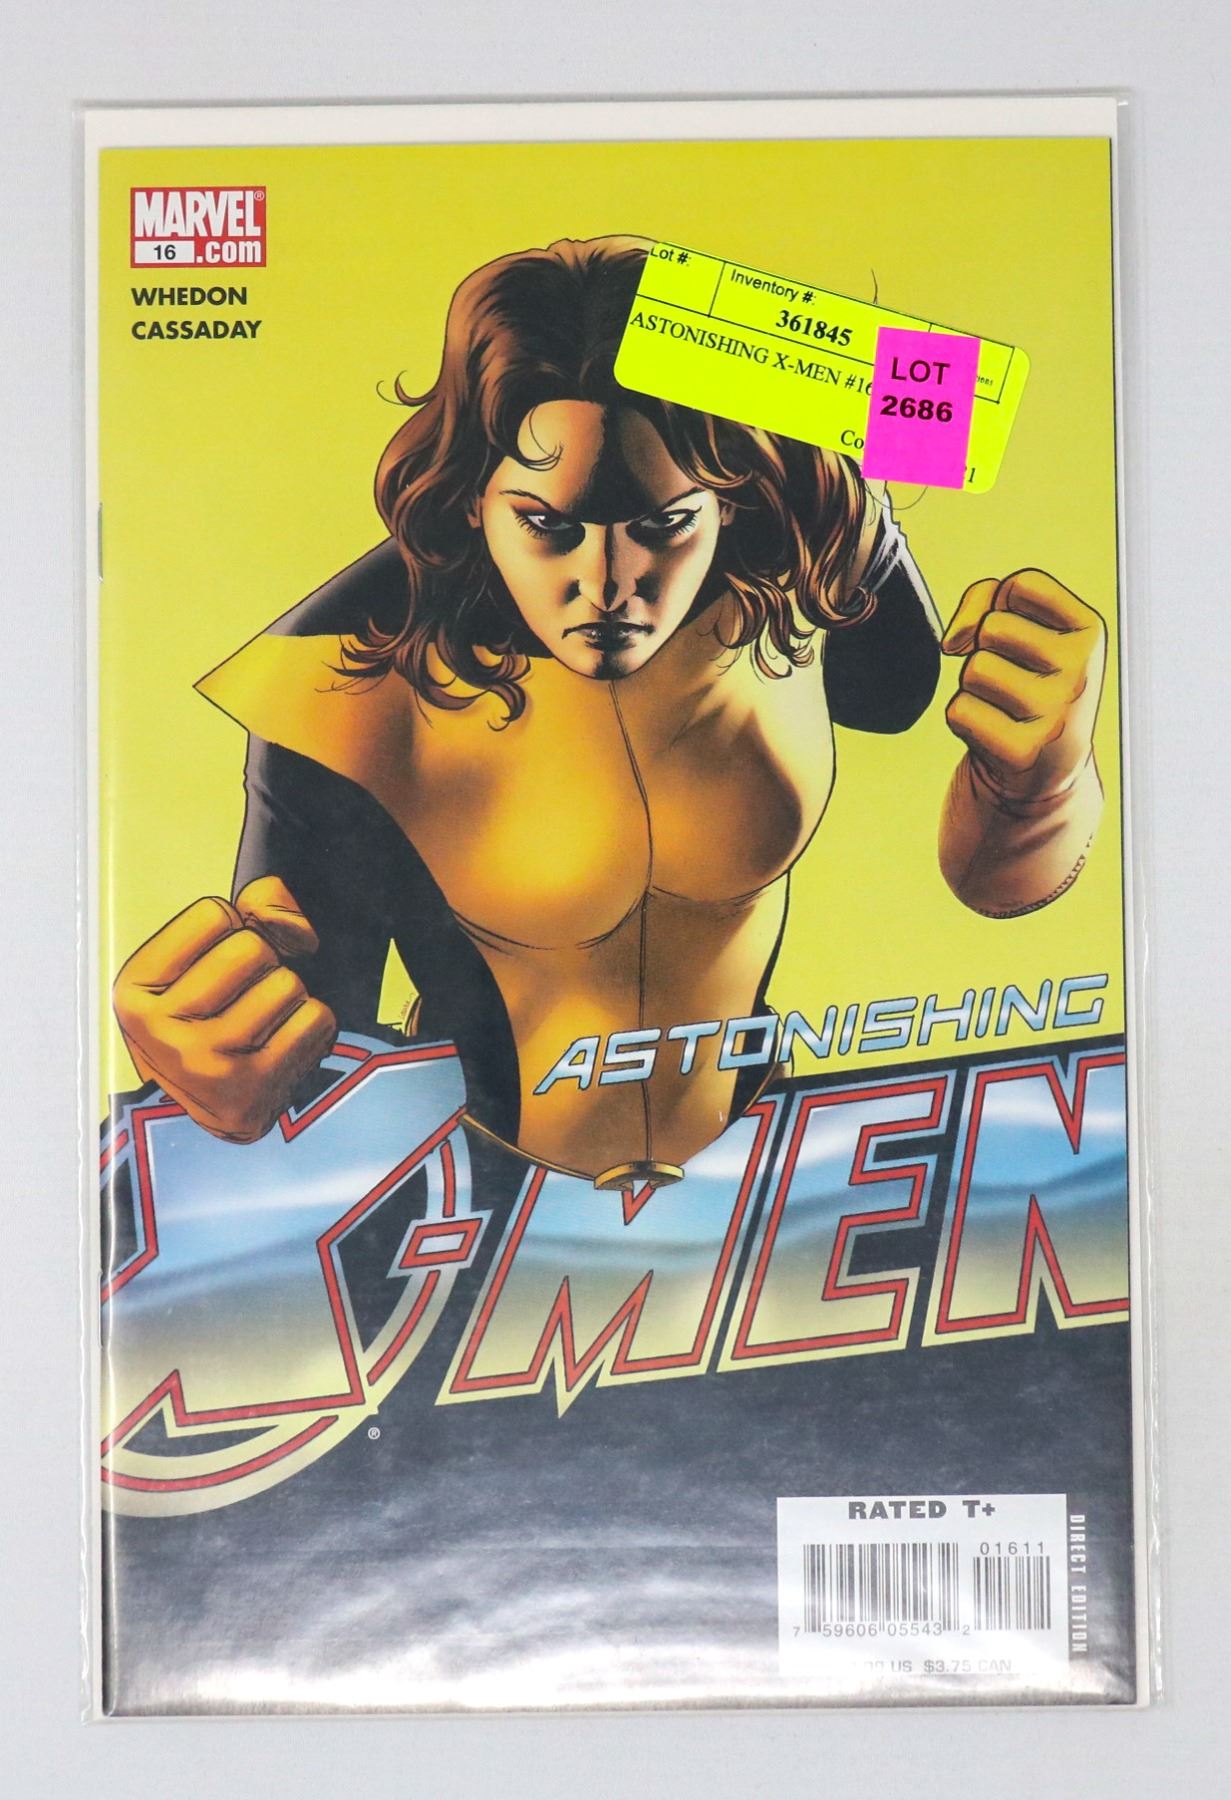 MARVEL®
16 .com
WHEDON
CASSADAY
Lot #:
Inventory #:
361845
ASTONISHING X-MEN #16
LOT
2686
ASTONISHING
X-MEN
®
RATED T+
01611
7 59606 05543 2
US $3.75 CAN
DIRECT EDITION